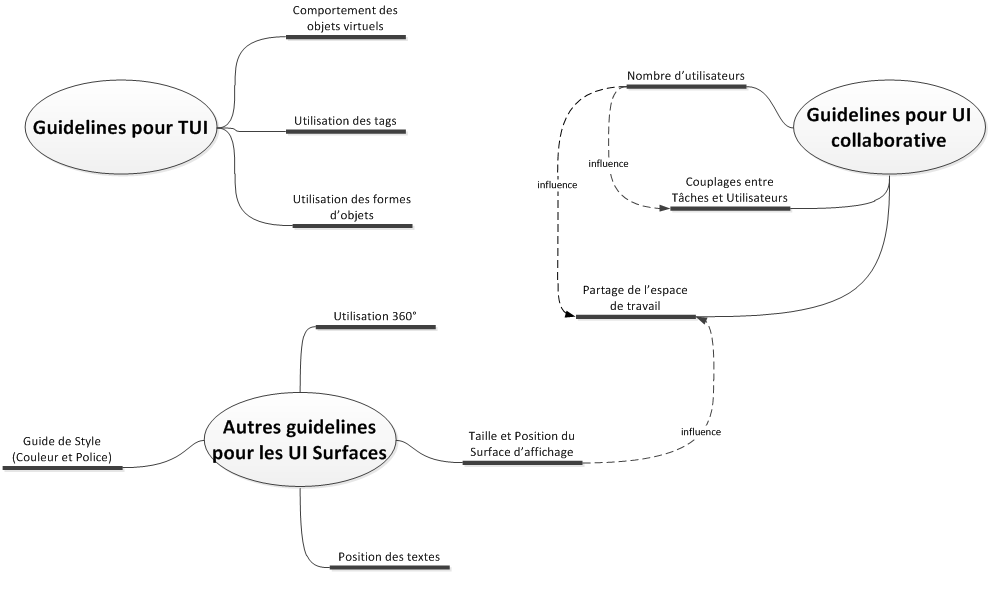 Comportement des
objets virtuels
Guidelines pour TUI
Utilisation des tags
Utilisation des formes
d’objets
Nombre d’utilisateurs
Guidelines pour UI
collaborative
influence
influence
Couplages entre
Tâches et Utilisateurs
Partage de l’espace
de travail
Utilisation 360°
Autres guidelines
pour les UI Surfaces
Guide de Style
(Couleur et Police)
Taille et Position du
Surface d’affichage
influence
Position des textes